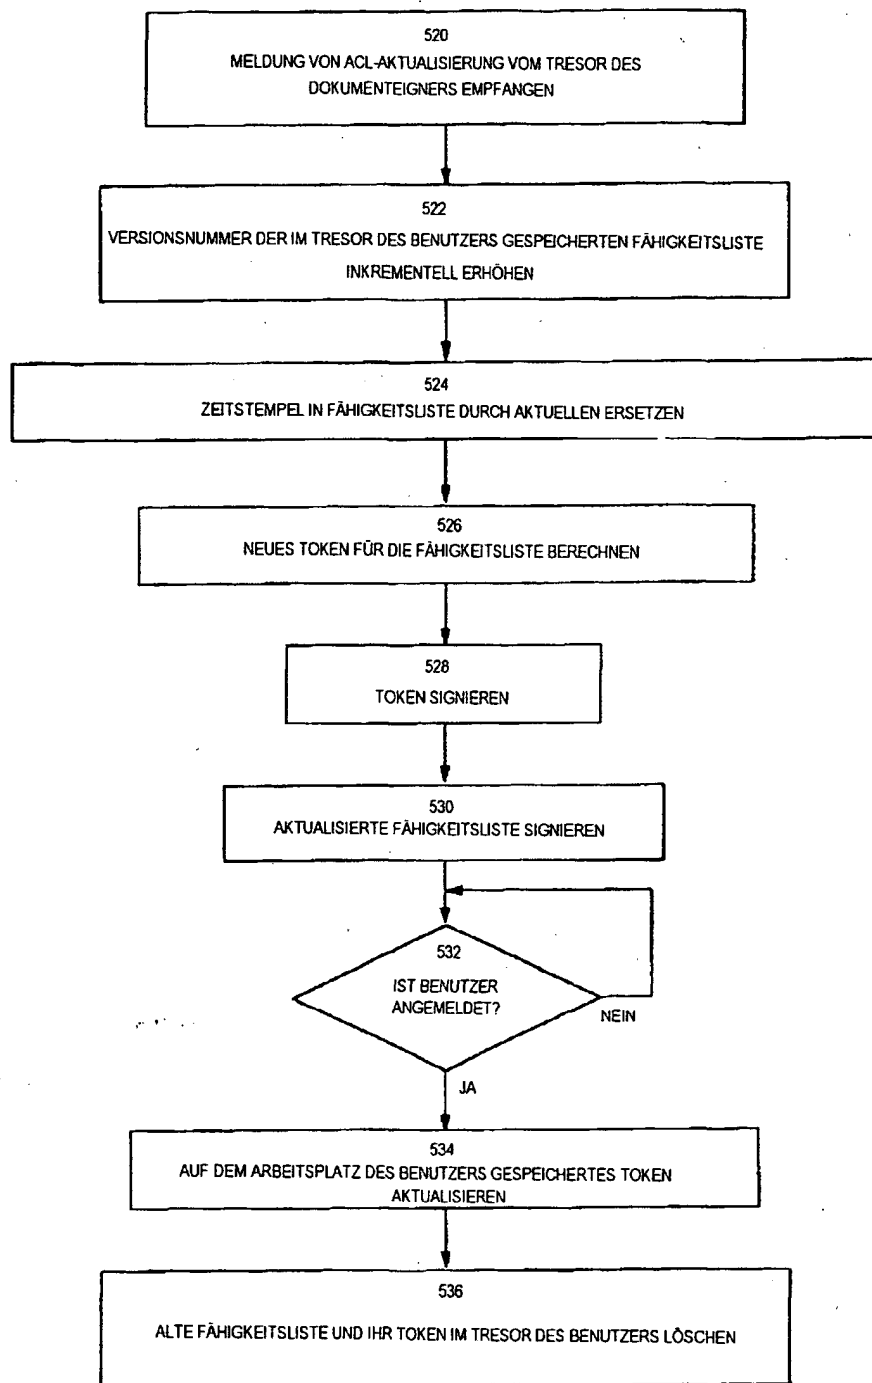 520
MELDUNG VON ACL-AKTUALISIERUNG VOM TRESOR DES
DOKUMENTEIGNERS EMPFANGEN
522
VERSIONSNUMMER DER IM TRESOR DES BENUTZERS GESPEICHERTEN FÄHIGKEITSLISTE
INKREMENTELL ERHÖHEN
524
ZEITSTEMPEL IN FÄHIGKEITSLISTE DURCH AKTUELLEN ERSETZEN
526
NEUES TOKEN FÜR DIE FÄHIGKEITSLISTE BERECHNEN
528
TOKEN SIGNIEREN
530
AKTUALISIERTE FÄHIGKEITSLISTE SIGNIEREN
532
IST BENUTZER
ANGEMELDET?
NEIN
JA
534
AUF DEM ARBEITSPLATZ DES BENUTZERS GESPEICHERTES TOKEN
AKTUALISIEREN
536
ALTE FÄHIGKEITSLISTE UND IHR TOKEN IM TRESOR DES BENUTZERS LÖSCHEN